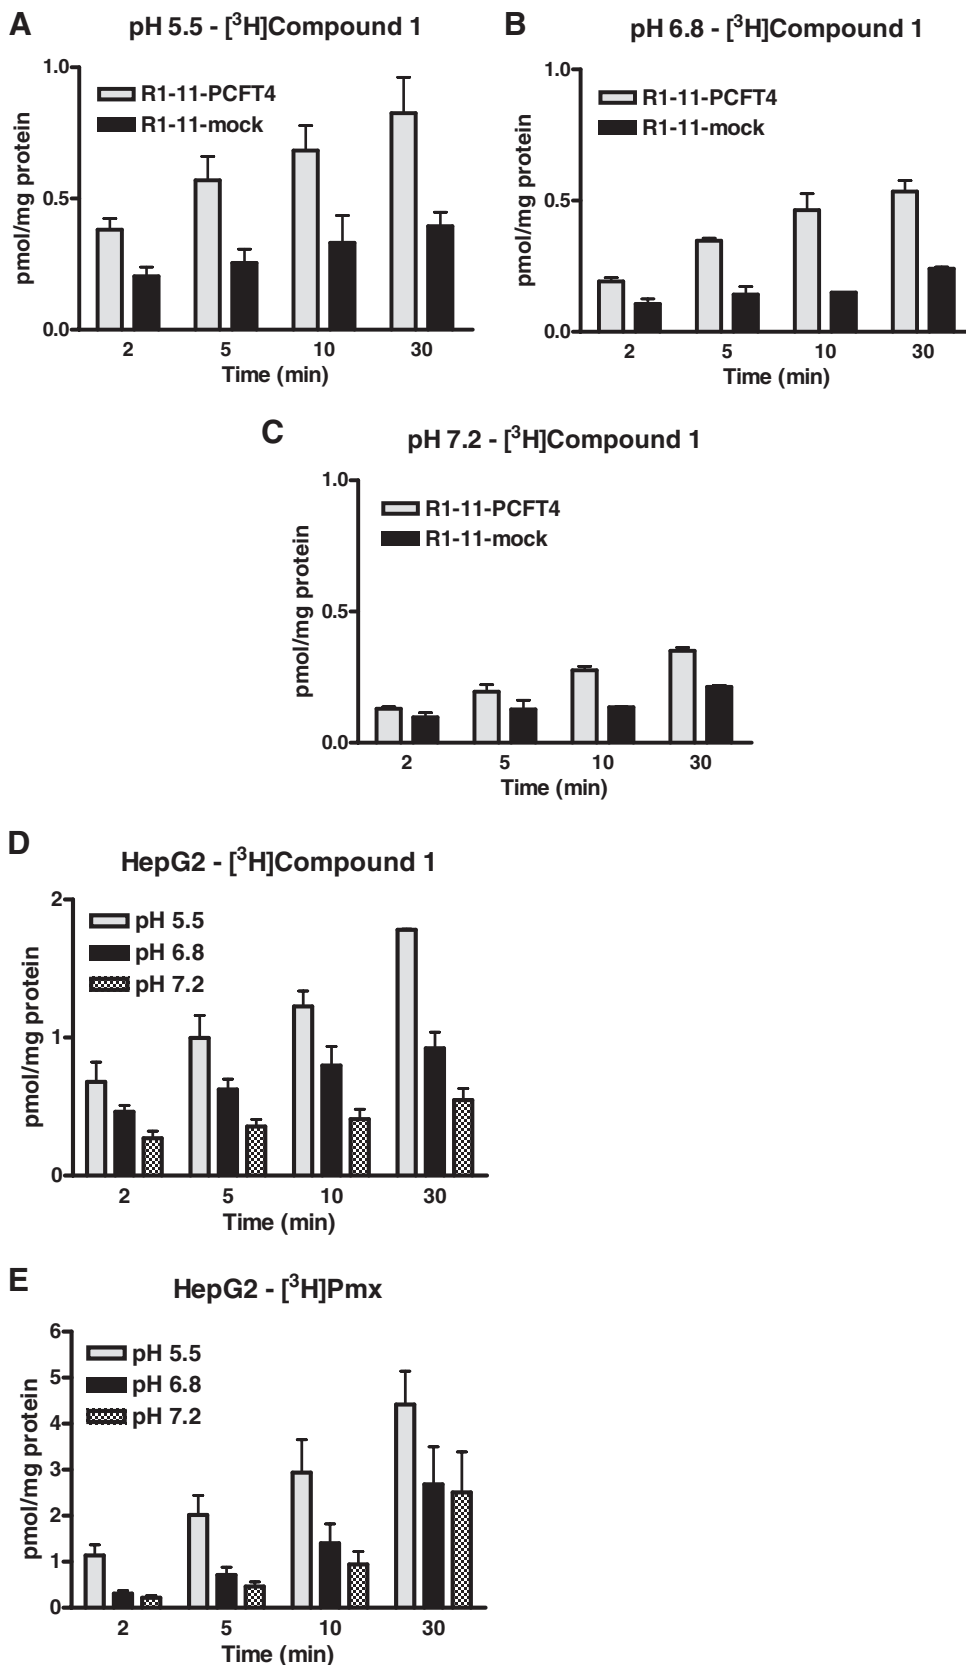 A
pH 5.5 - [³H]Compound 1
pmol/mg protein
1.0
0.5
0.0
R1-11-PCFT4
R1-11-mock
2 5 10 30
Time (min)
B
pH 6.8 - [³H]Compound 1
pmol/mg protein
1.0
0.5
0.0
R1-11-PCFT4
R1-11-mock
2 5 10 30
Time (min)
C
pH 7.2 - [³H]Compound 1
pmol/mg protein
1.0
0.5
0.0
R1-11-PCFT4
R1-11-mock
2 5 10 30
Time (min)
D
HepG2 - [³H]Compound 1
pmol/mg protein
2
1
0
pH 5.5
pH 6.8
pH 7.2
2 5 10 30
Time (min)
E
HepG2 - [³H]Pmx
pmol/mg protein
6
5
4
3
2
1
0
pH 5.5
pH 6.8
pH 7.2
2 5 10 30
Time (min)